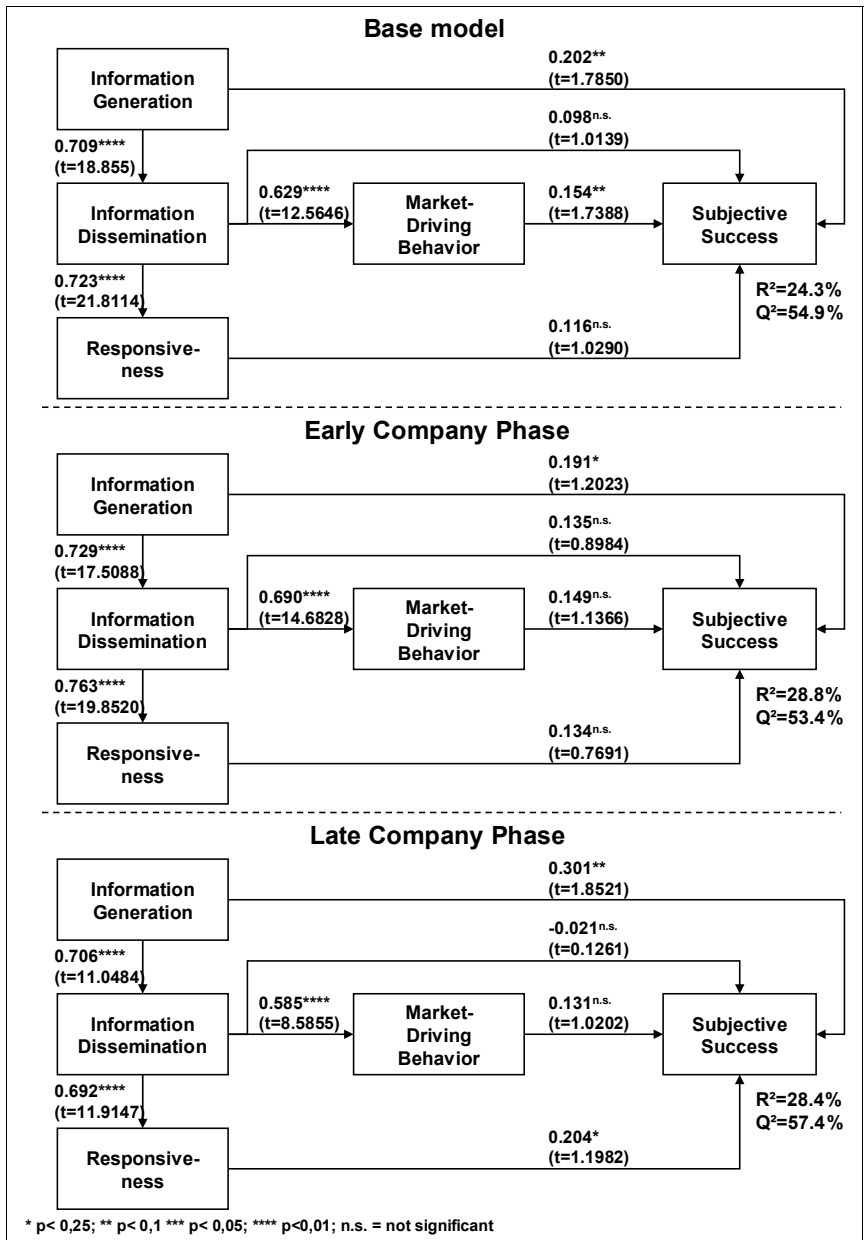 Base model
0.202**
(t=1.7850)
Information
Generation
0.098n.s.
(t=1.0139)
0.709****
(t=18.855)
0.629****
(t=12.5646)
0.154**
(t=1.7388)
Information
Dissemination
Market-
Driving
Behavior
Subjective
Success
0.723****
(t=21.8114)
R²=24.3%
Q²=54.9%
0.116n.s.
(t=1.0290)
Responsive-
ness
Early Company Phase
0.191*
(t=1.2023)
Information
Generation
0.135n.s.
(t=0.8984)
0.729****
(t=17.5088)
0.690****
(t=14.6828)
0.149n.s.
(t=1.1366)
Information
Dissemination
Market-
Driving
Behavior
Subjective
Success
0.763****
(t=19.8520)
R²=28.8%
Q²=53.4%
0.134n.s.
(t=0.7691)
Responsive-
ness
Late Company Phase
0.301**
(t=1.8521)
Information
Generation
-0.021n.s.
(t=0.1261)
0.706****
(t=11.0484)
0.585****
(t=8.5855)
0.131n.s.
(t=1.0202)
Information
Dissemination
Market-
Driving
Behavior
Subjective
Success
0.692****
(t=11.9147)
R²=28.4%
Q²=57.4%
0.204*
(t=1.1982)
Responsive-
ness
* p< 0,25; ** p< 0,1 *** p< 0,05; **** p<0,01; n.s. = not significant